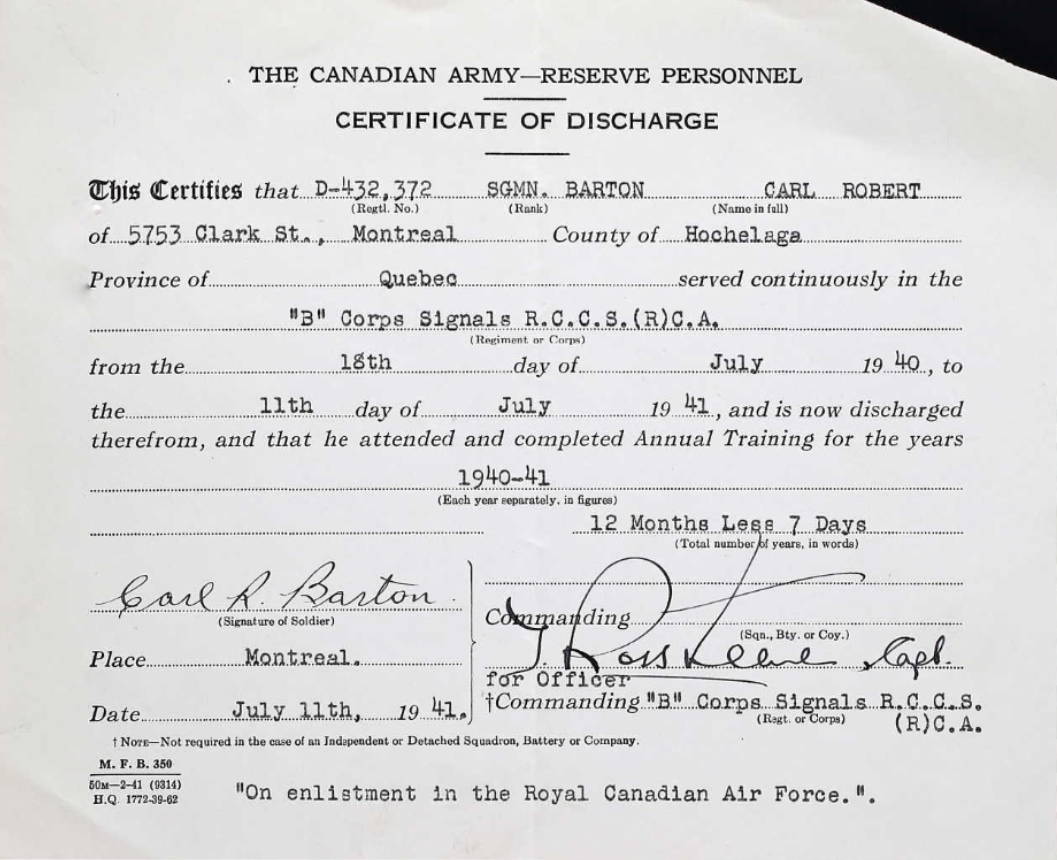 THE CANADIAN ARMY—RESERVE PERSONNEL
CERTIFICATE OF DISCHARGE
This Certifies that D-432,372 SGMN. BARTON CARL ROBERT
(Regtl. No.) (Rank) (Name in full)
of 5753 Clark St., Montreal County of Hochelaga
Province of Quebec served continuously in the
"B" Corps Signals R.C.C.S.(R)C.A.
(Regiment or Corps)
from the 18th day of July 19 40, to
the 11th day of July 19 41, and is now discharged
therefrom, and that he attended and completed Annual Training for the years
1940-41
(Each year separately, in figures)
12 Months Less 7 Days
(Total number of years, in words)
Carl R. Barton
(Signature of Soldier)
Commanding
(Sqn., Bty. or Coy.)
Place Montreal.
J. Ross Capt.
for Officer
†Commanding "B" Corps Signals R.C.C.S.
(Regt. or Corps) (R)C.A.
Date July 11th, 19 41.
† NOTE—Not required in the case of an Independent or Detached Squadron, Battery or Company.
M. F. B. 350
50M—2-41 (9314)
H.Q. 1772-39-62
"On enlistment in the Royal Canadian Air Force.".